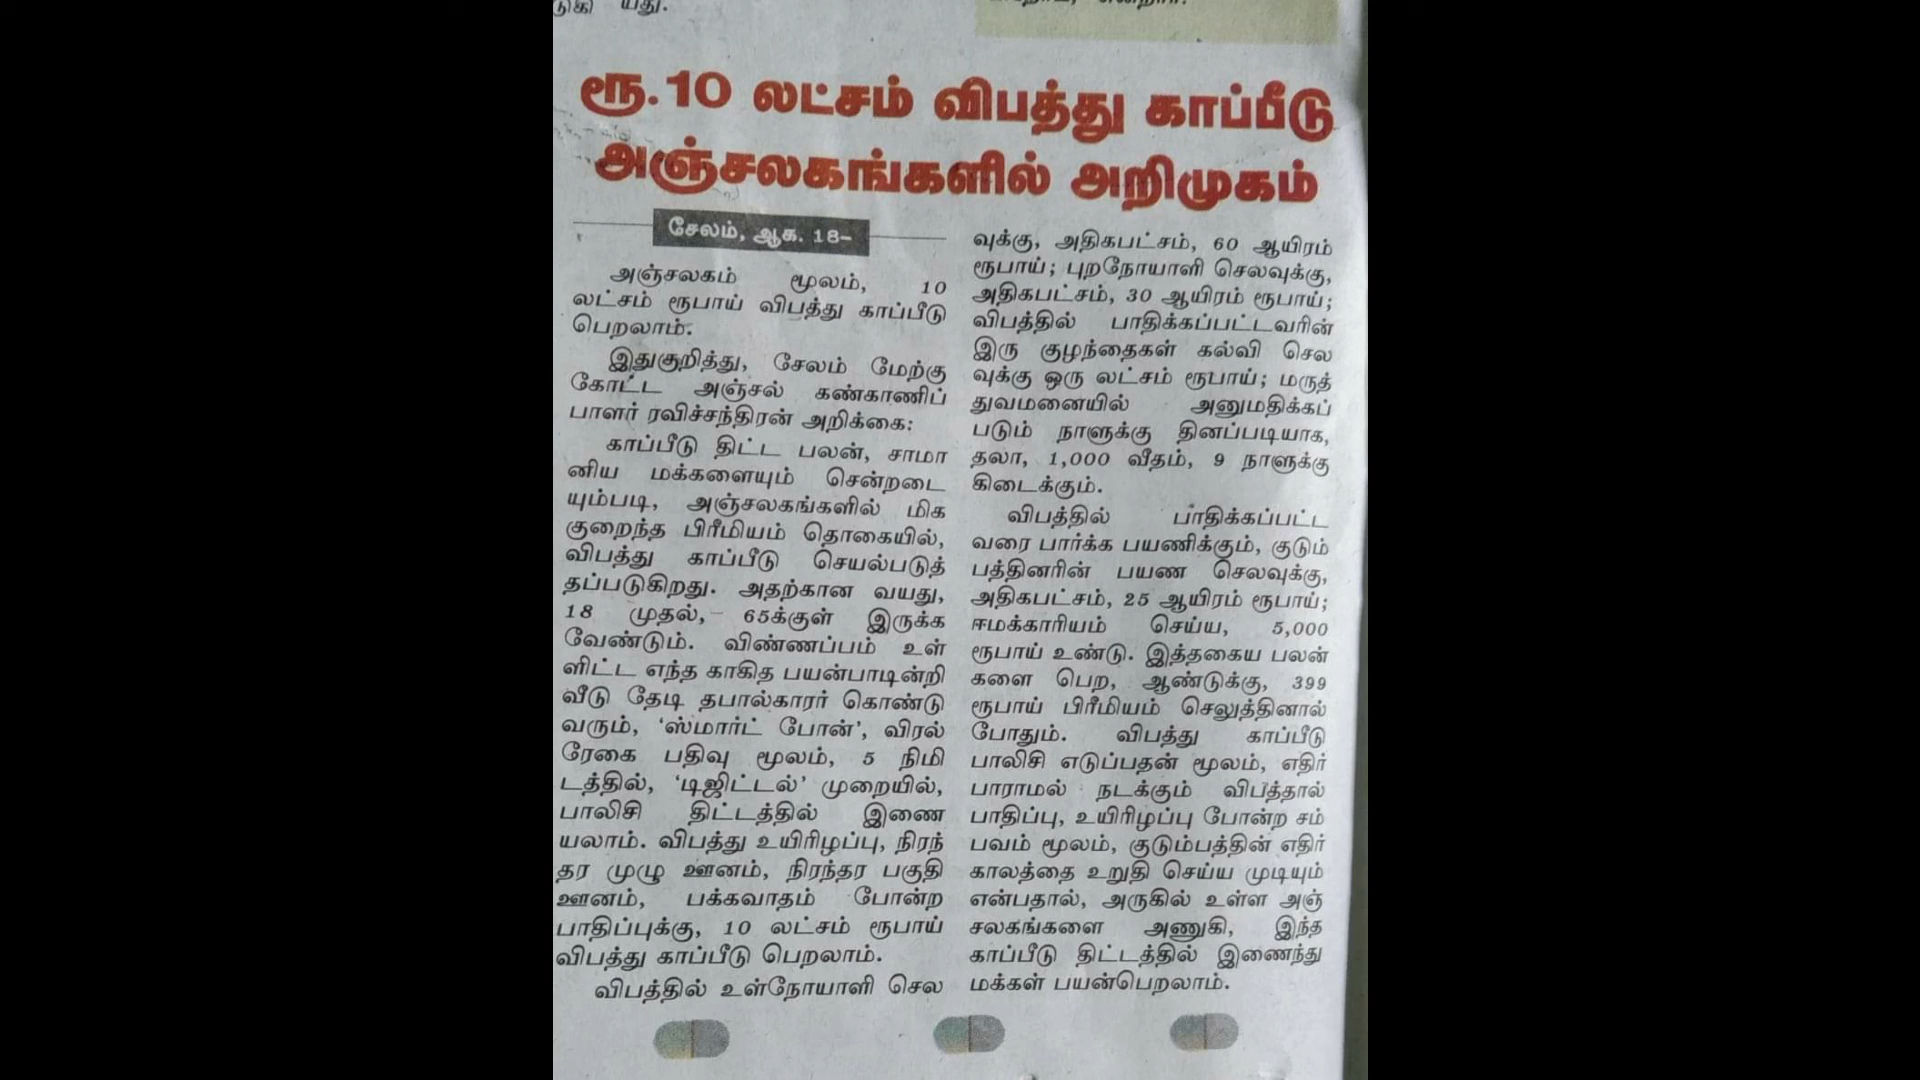 ரூ.10 லட்சம் விபத்து காப்பீடு
அஞ்சலகங்களில் அறிமுகம்
சேலம், ஆக. 18–
அஞ்சலகம் மூலம், 10
லட்சம் ரூபாய் விபத்து காப்பீடு
பெறலாம்.
இதுகுறித்து, சேலம் மேற்கு
கோட்ட அஞ்சல் கண்காணிப்
பாளர் ரவிச்சந்திரன் அறிக்கை:
காப்பீடு திட்ட பலன், சாமா
னிய மக்களையும் சென்றடை
யும்படி, அஞ்சலகங்களில் மிக
குறைந்த பிரீமியம் தொகையில்,
விபத்து காப்பீடு செயல்படுத்
தப்படுகிறது. அதற்கான வயது,
18 முதல், 65க்குள் இருக்க
வேண்டும். விண்ணப்பம் உள்
ளிட்ட எந்த காகித பயன்பாடின்றி
வீடு தேடி தபால்காரர் கொண்டு
வரும், ‘ஸ்மார்ட் போன்’, விரல்
ரேகை பதிவு மூலம், 5 நிமி
டத்தில், ‘டிஜிட்டல்’ முறையில்,
பாலிசி திட்டத்தில் இணை
யலாம். விபத்து உயிரிழப்பு, நிரந்
தர முழு ஊனம், நிரந்தர பகுதி
ஊனம், பக்கவாதம் போன்ற
பாதிப்புக்கு, 10 லட்சம் ரூபாய்
விபத்து காப்பீடு பெறலாம்.
விபத்தில் உள்நோயாளி செல
வுக்கு, அதிகபட்சம், 60 ஆயிரம்
ரூபாய்; புறநோயாளி செலவுக்கு,
அதிகபட்சம், 30 ஆயிரம் ரூபாய்;
விபத்தில் பாதிக்கப்பட்டவரின்
இரு குழந்தைகள் கல்வி செல
வுக்கு ஒரு லட்சம் ரூபாய்; மருத்
துவமனையில் அனுமதிக்கப்
படும் நாளுக்கு தினப்படியாக,
தலா, 1,000 வீதம், 9 நாளுக்கு
கிடைக்கும்.
விபத்தில் பாதிக்கப்பட்ட
வரை பார்க்க பயணிக்கும், குடும்
பத்தினரின் பயண செலவுக்கு,
அதிகபட்சம், 25 ஆயிரம் ரூபாய்;
ஈமக்காரியம் செய்ய, 5,000
ரூபாய் உண்டு. இத்தகைய பலன்
களை பெற, ஆண்டுக்கு, 399
ரூபாய் பிரீமியம் செலுத்தினால்
போதும். விபத்து காப்பீடு
பாலிசி எடுப்பதன் மூலம், எதிர்
பாராமல் நடக்கும் விபத்தால்
பாதிப்பு, உயிரிழப்பு போன்ற சம்
பவம் மூலம், குடும்பத்தின் எதிர்
காலத்தை உறுதி செய்ய முடியும்
என்பதால், அருகில் உள்ள அஞ்
சலகங்களை அணுகி, இந்த
காப்பீடு திட்டத்தில் இணைந்து
மக்கள் பயன்பெறலாம்.